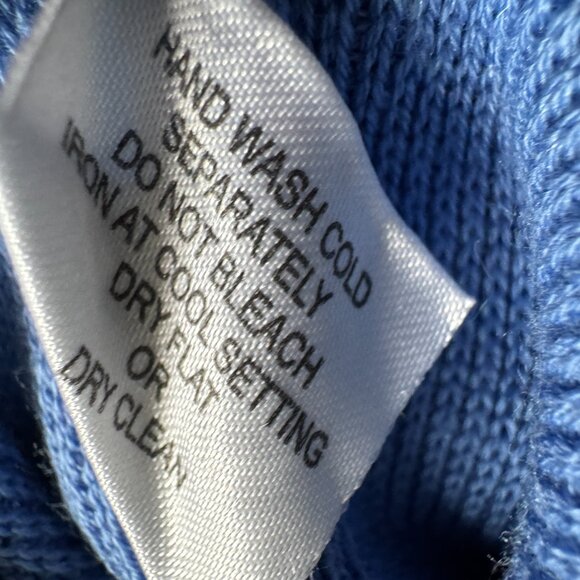 HAND WASH COLD
SEPARATELY
DO NOT BLEACH
IRON AT COOL SETTING
DRY FLAT
OR
DRY CLEAN